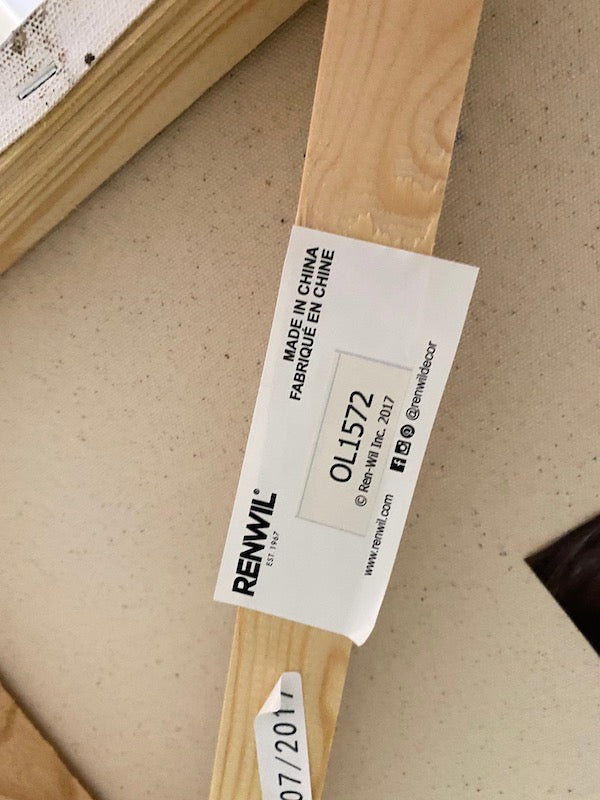 MADE IN CHINA
FABRIQUÉ EN CHINE
RENWIL®
EST. 1967
OL1572
© Ren-Wil Inc. 2017
www.renwil.com
@renwildecor
07/2017